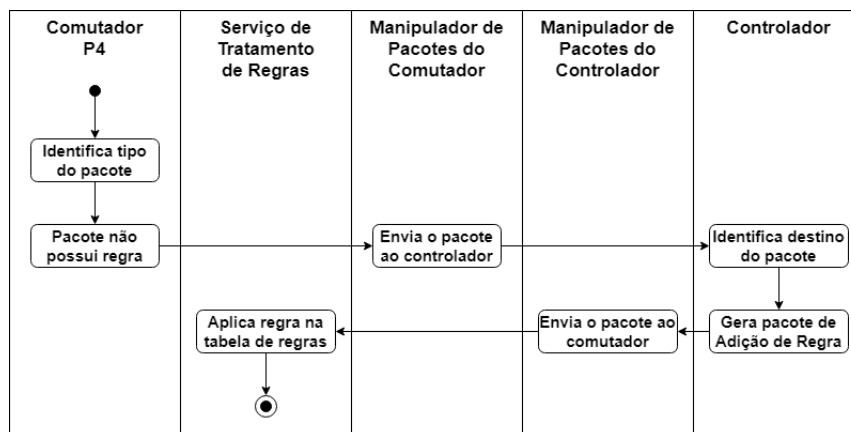 Comutador
P4
Serviço de
Tratamento
de Regras
Manipulador de
Pacotes do
Comutador
Manipulador de
Pacotes do
Controlador
Controlador
Identifica tipo
do pacote
Pacote não
possui regra
Envia o pacote
ao controlador
Identifica destino
do pacote
Gera pacote de
Adição de Regra
Envia o pacote ao
comutador
Aplica regra na
tabela de regras